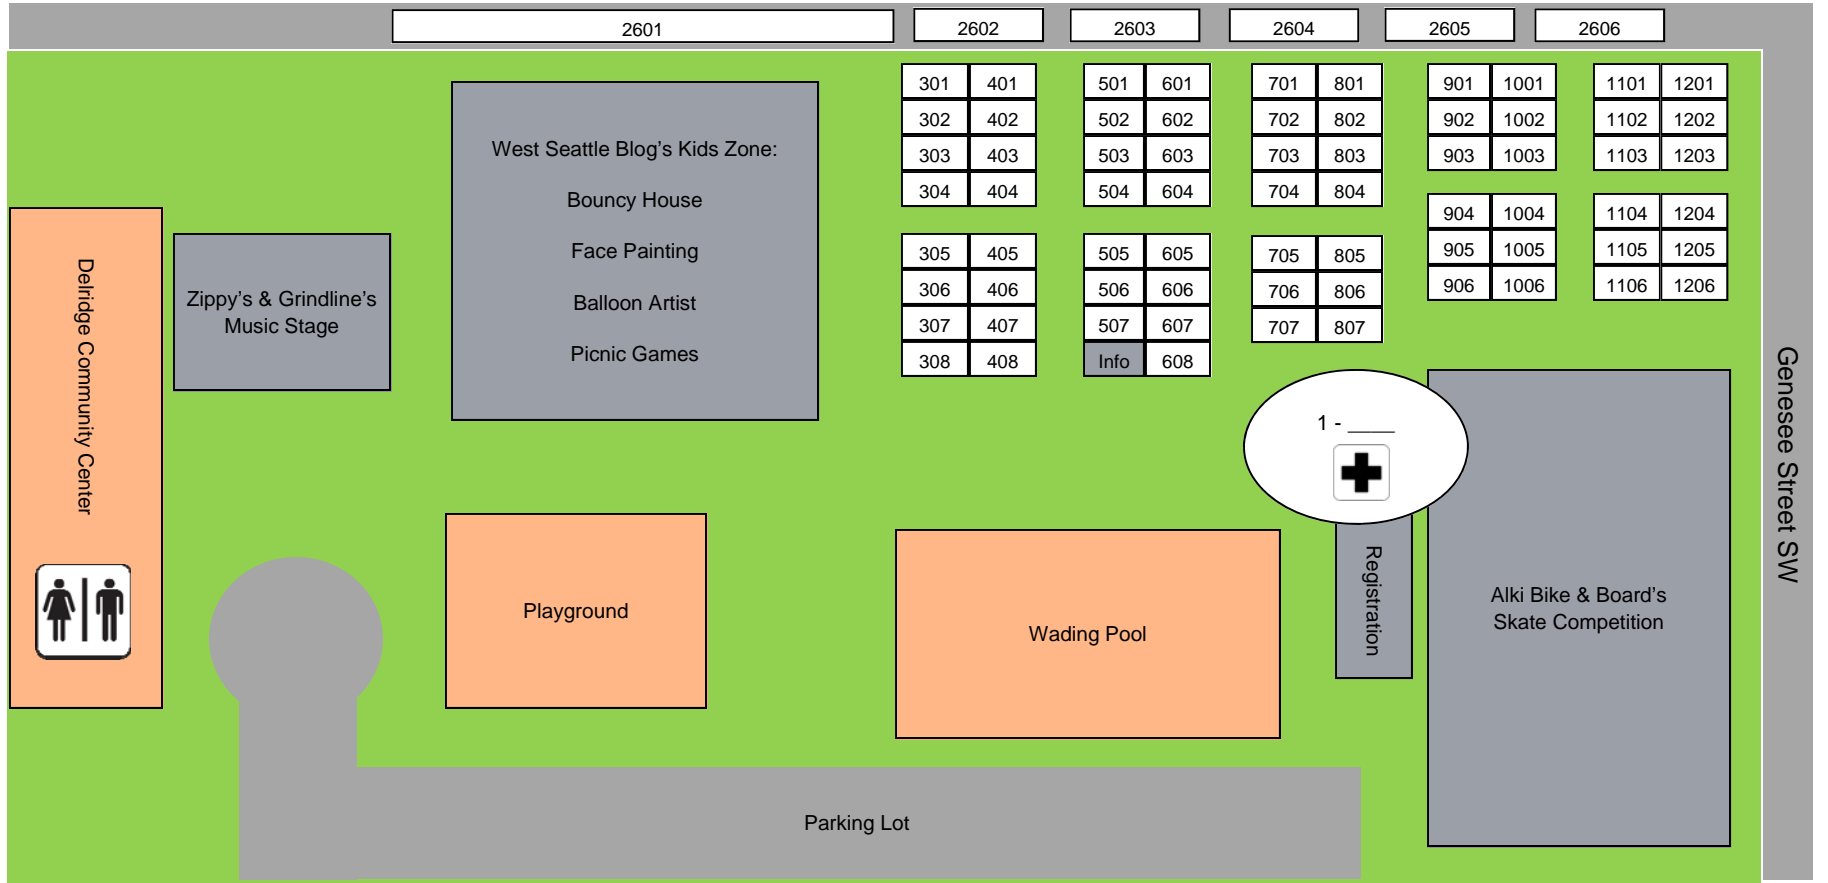 2601 2602 2603 2604 2605 2606
301 401 501 601 701 801 901 1001 1101 1201
302 402 502 602 702 802 902 1002 1102 1202
303 403 503 603 703 803 903 1003 1103 1203
304 404 504 604 704 804
904 1004 1104 1204
305 405 505 605 705 805 905 1005 1105 1205
306 406 506 606 706 806 906 1006 1106 1206
307 407 507 607 707 807
308 408 Info 608
West Seattle Blog's Kids Zone:
Bouncy House
Face Painting
Balloon Artist
Picnic Games
Zippy's & Grindline's
Music Stage
Delridge Community Center
1 - ____
Registration
Genesee Street SW
Playground
Wading Pool
Alki Bike & Board's
Skate Competition
Parking Lot